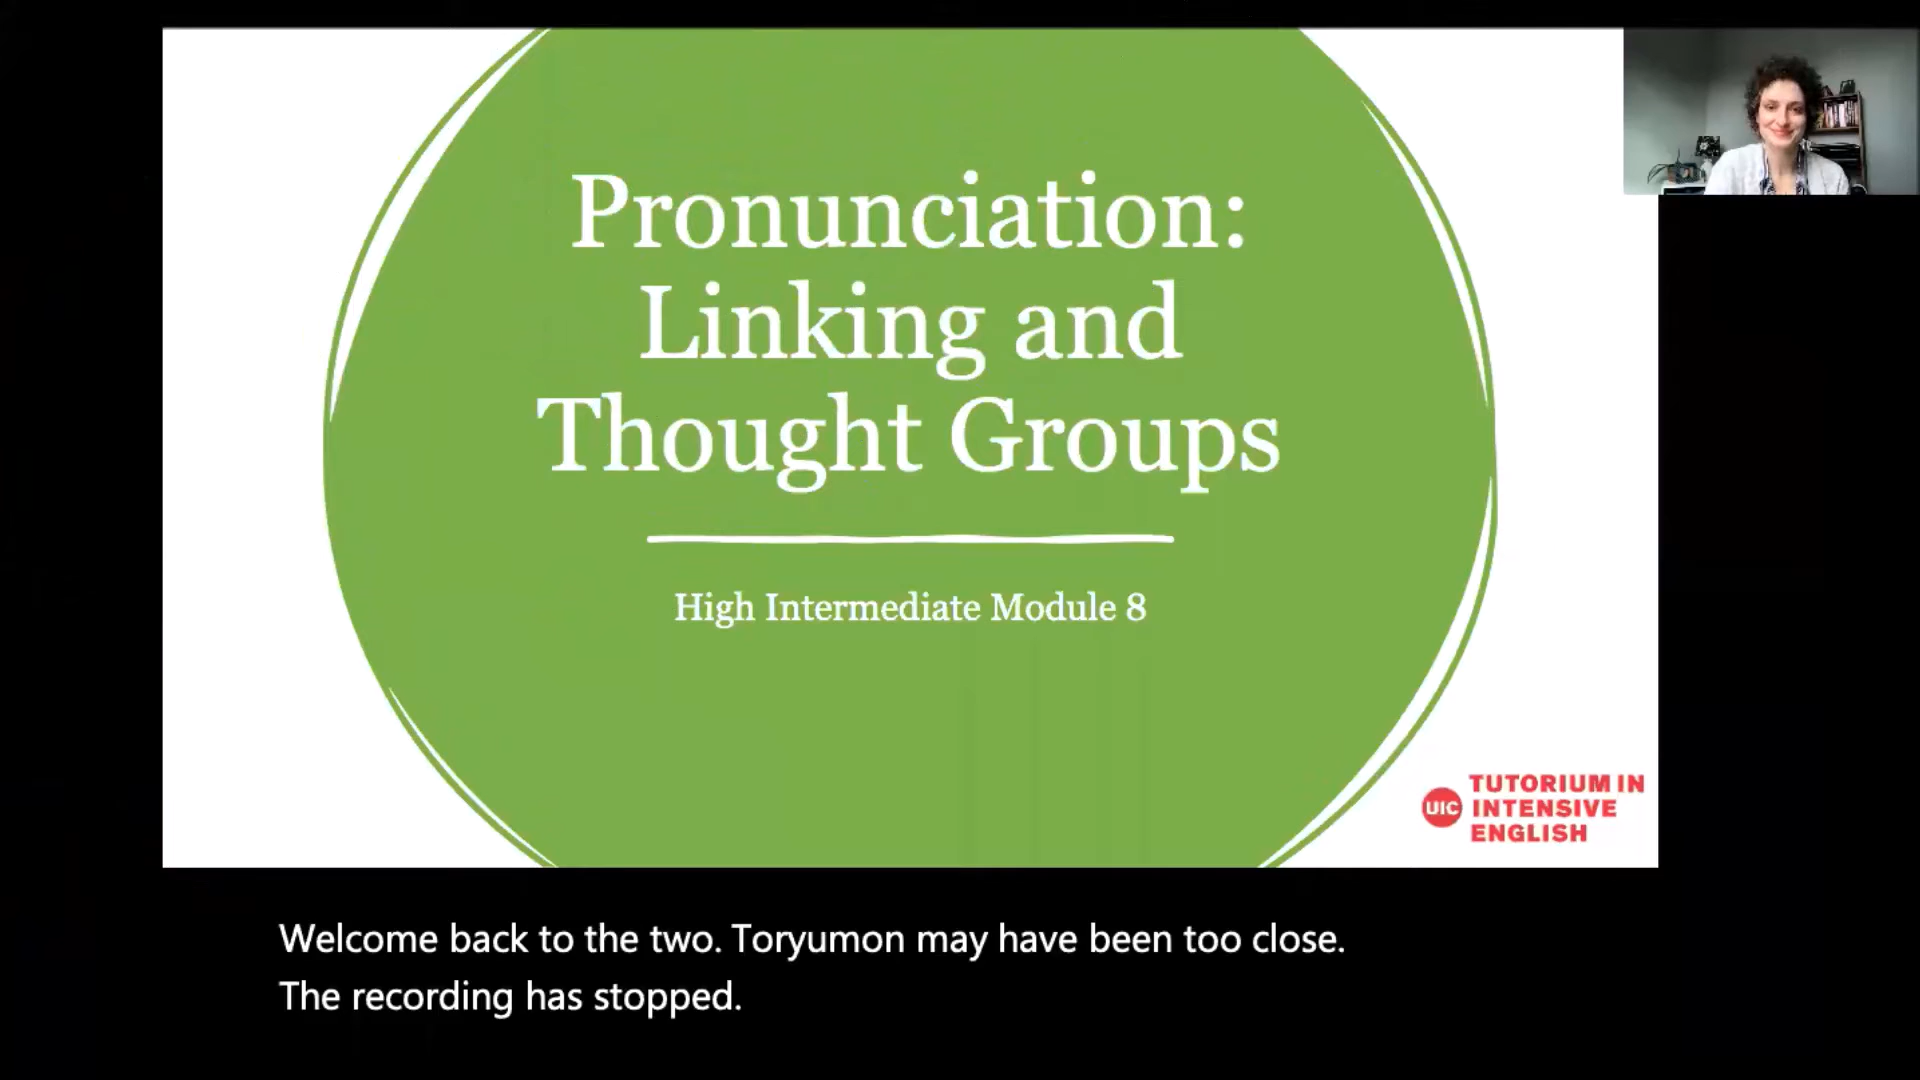 Pronunciation:
Linking and
Thought Groups
High Intermediate Module 8
UIC
TUTORIUM IN
INTENSIVE
ENGLISH
Welcome back to the two. Toryumon may have been too close.
The recording has stopped.